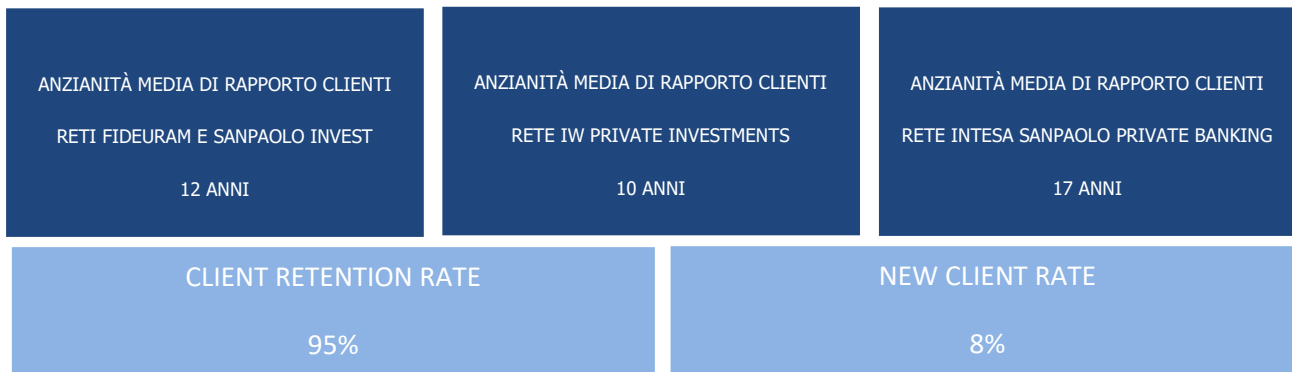 ANZIANITÀ MEDIA DI RAPPORTO CLIENTI
RETI FIDEURAM E SANPAOLO INVEST
12 ANNI
ANZIANITÀ MEDIA DI RAPPORTO CLIENTI
RETE IW PRIVATE INVESTMENTS
10 ANNI
ANZIANITÀ MEDIA DI RAPPORTO CLIENTI
RETE INTESA SANPAOLO PRIVATE BANKING
17 ANNI
CLIENT RETENTION RATE
95%
NEW CLIENT RATE
8%